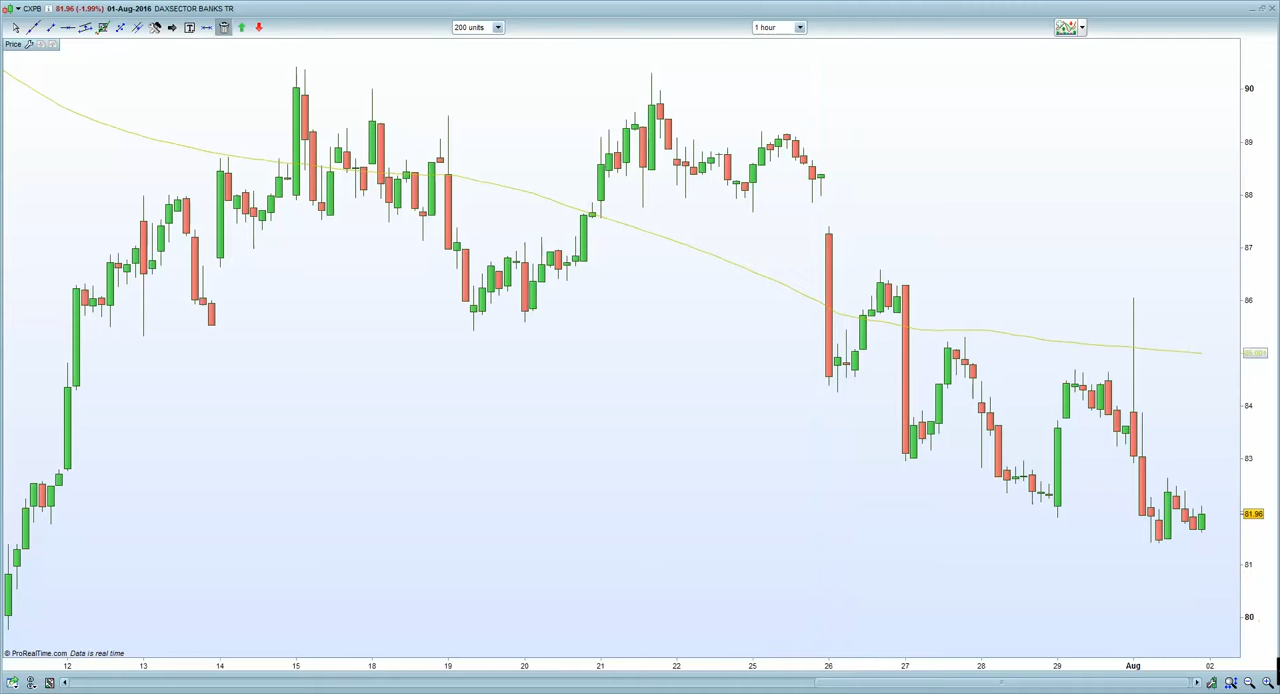 CXPB 81.96 (-1.99%) 01-Aug-2016 DAXSECTOR BANKS TR
200 units
1 hour
Price
90
89
88
87
86
85.001
84
83
81.96
81
80
© ProRealTime.com Data is real time
12 13 14 15 18 19 20 21 22 25 26 27 28 29 Aug 02